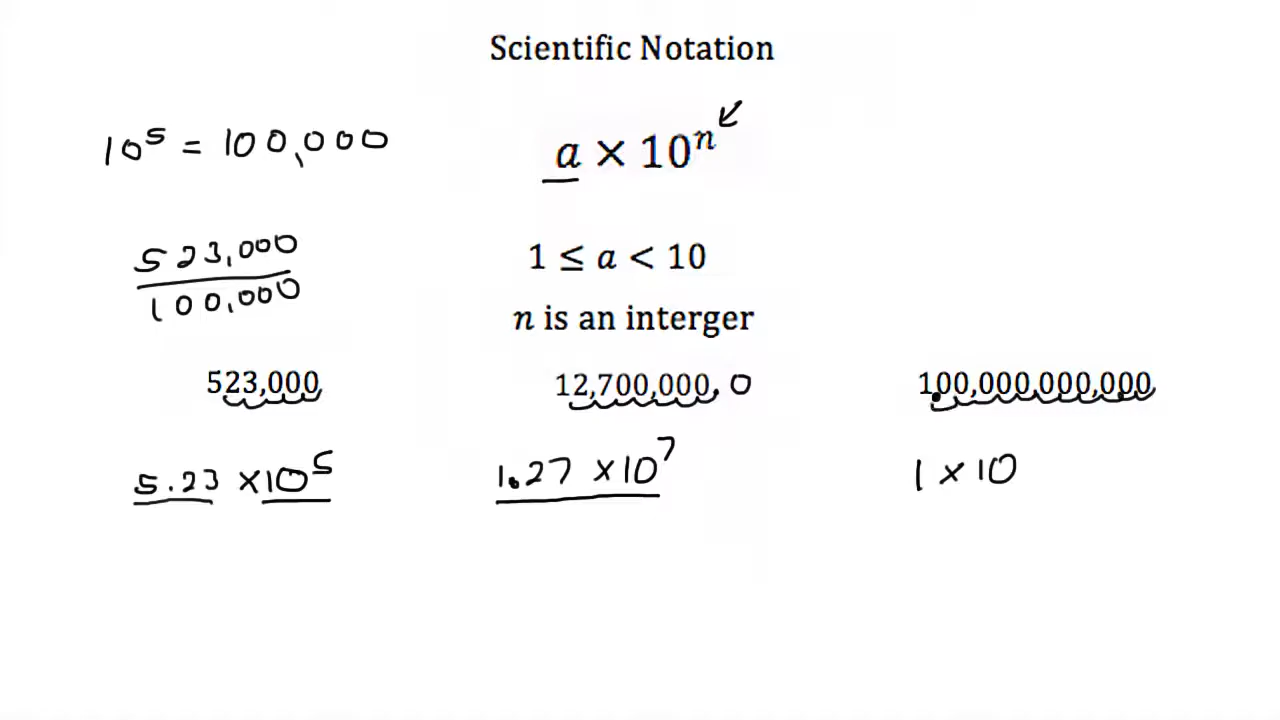 Scientific Notation
10⁵ = 100,000
a × 10ⁿ
523,000
100,000
1 ≤ a < 10
n is an interger
523,000
12,700,000.0
100,000,000,000
5.23 ×10⁵
1.27 ×10⁷
1 × 10